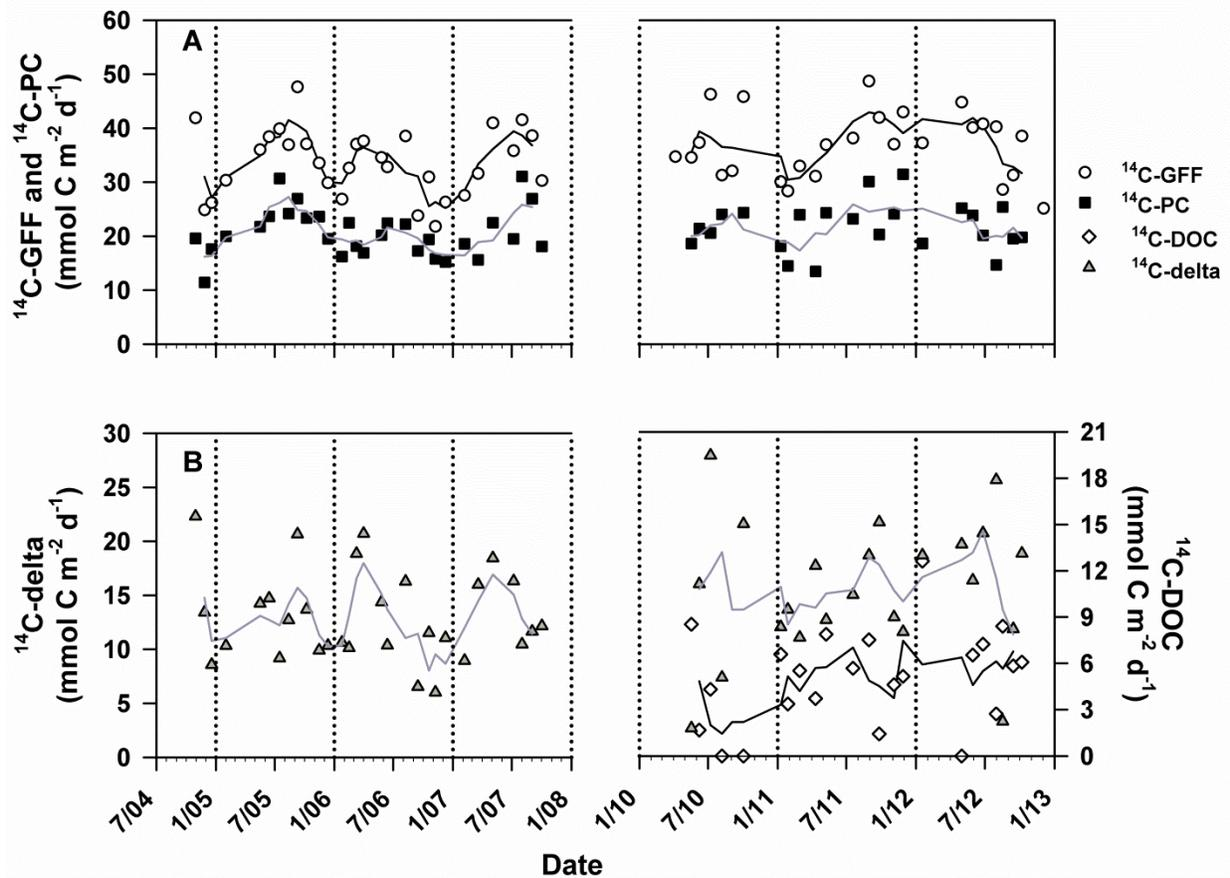 A
60
50
40
30
20
10
0
¹⁴C-GFF and ¹⁴C-PC
(mmol C m⁻² d⁻¹)
¹⁴C-GFF
¹⁴C-PC
¹⁴C-DOC
¹⁴C-delta
B
30
25
20
15
10
5
0
¹⁴C-delta
(mmol C m⁻² d⁻¹)
21
18
15
12
9
6
3
0
¹⁴C-DOC
(mmol C m⁻² d⁻¹)
7/04
1/05
7/05
1/06
7/06
1/07
7/07
1/08
1/10
7/10
1/11
7/11
1/12
7/12
1/13
Date